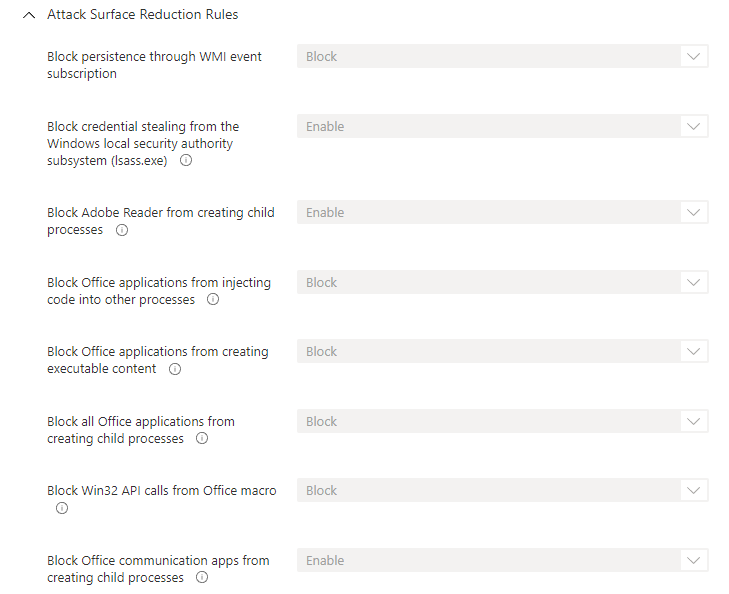 Attack Surface Reduction Rules
Block persistence through WMI event
subscription
Block
Block credential stealing from the
Windows local security authority
subsystem (lsass.exe)
Enable
Block Adobe Reader from creating child
processes
Enable
Block Office applications from injecting
code into other processes
Block
Block Office applications from creating
executable content
Block
Block all Office applications from
creating child processes
Block
Block Win32 API calls from Office macro
Block
Block Office communication apps from
creating child processes
Enable